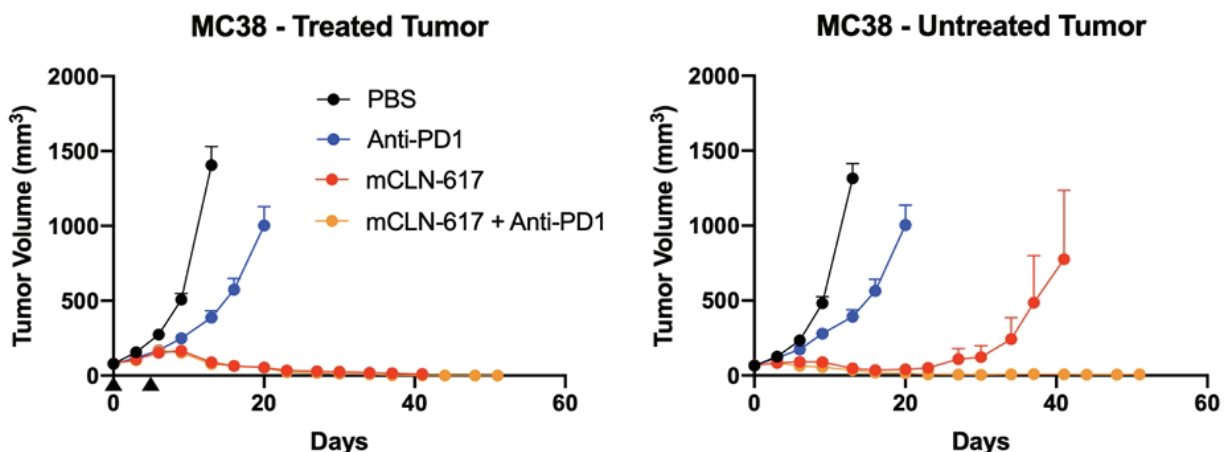 MC38 - Treated Tumor
2000
1500
1000
500
0
Tumor Volume (mm³)
0
20
40
60
Days
PBS
Anti-PD1
mCLN-617
mCLN-617 + Anti-PD1
MC38 - Untreated Tumor
2000
1500
1000
500
0
Tumor Volume (mm³)
0
20
40
60
Days